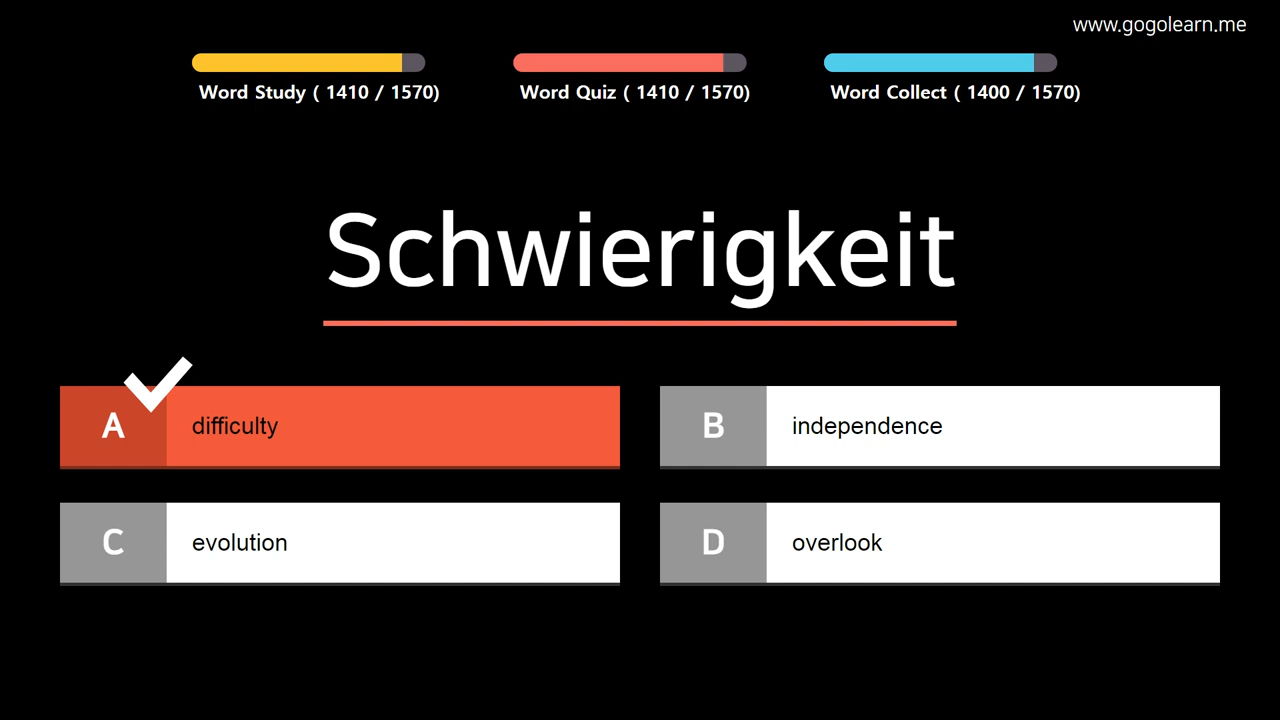 www.gogolearn.me
Word Study ( 1410 / 1570)
Word Quiz ( 1410 / 1570)
Word Collect ( 1400 / 1570)
Schwierigkeit
A difficulty
B independence
C evolution
D overlook